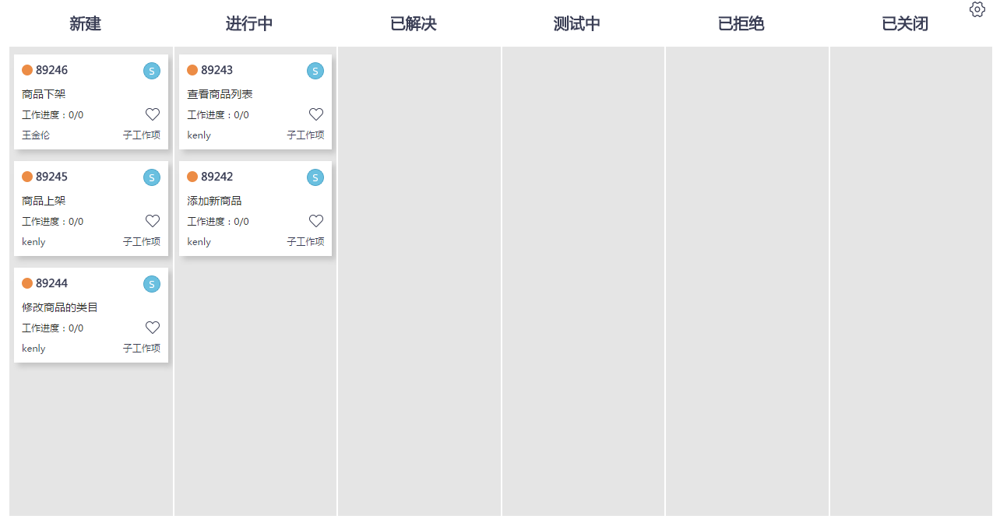 新建
进行中
已解决
测试中
已拒绝
已关闭
89246 S
商品下架
工作进度：0/0
王金伦 子工作项
89245 S
商品上架
工作进度：0/0
kenly 子工作项
89244 S
修改商品的类目
工作进度：0/0
kenly 子工作项
89243 S
查看商品列表
工作进度：0/0
kenly 子工作项
89242 S
添加新商品
工作进度：0/0
kenly 子工作项